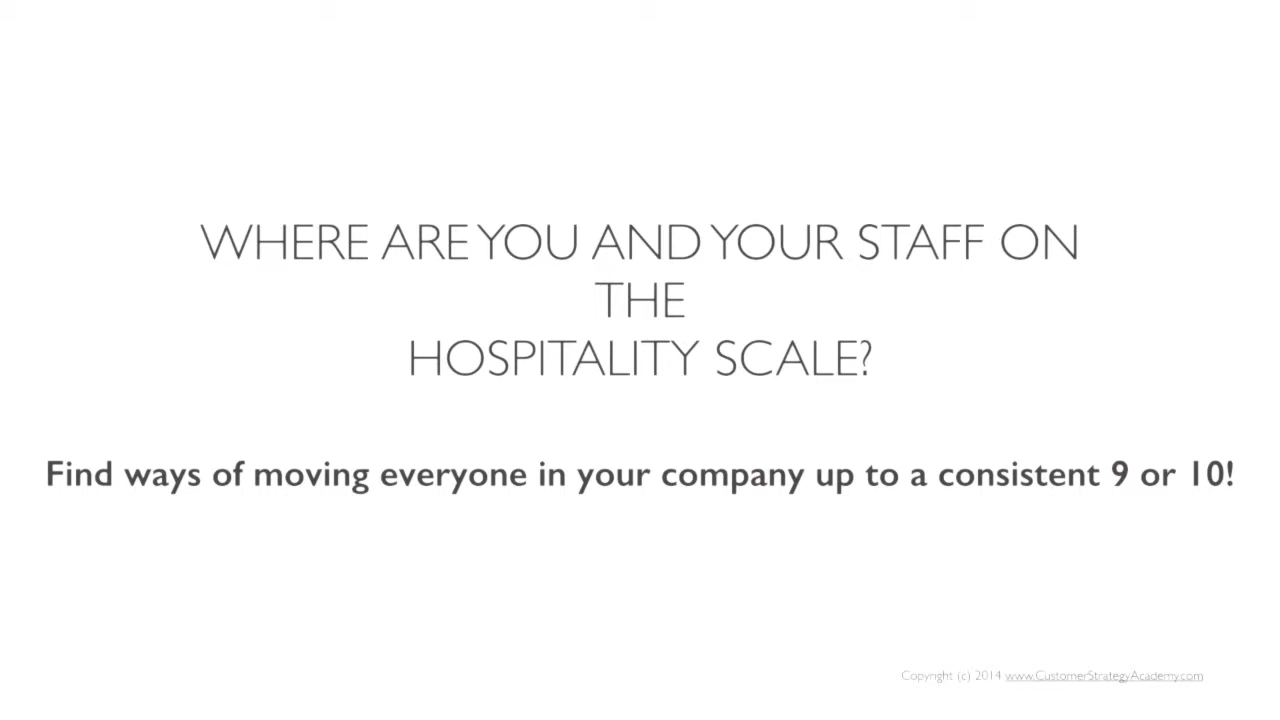 WHERE ARE YOU AND YOUR STAFF ON
THE
HOSPITALITY SCALE?
Find ways of moving everyone in your company up to a consistent 9 or 10!
Copyright (c) 2014 www.CustomerStrategyAcademy.com